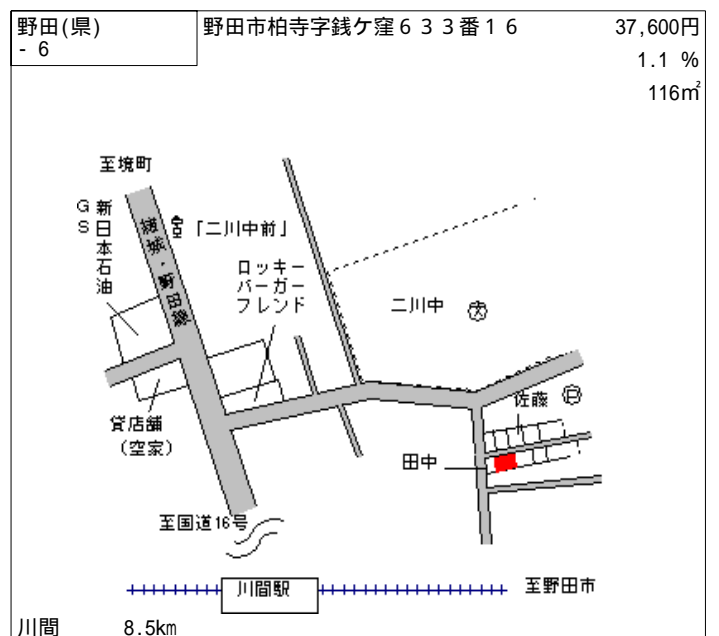 野田(県)
- 6
野田市柏寺字銭ケ窪６３３番１６
37,600円
1.1 %
116㎡
至境町
新日本石油
ＧＳ
結城・野田線
「二川中前」
ロッキー
バーガー
フレンド
二川中
文
佐藤
貸店舗
（空家）
田中
至国道16号
川間駅
至野田市
川間
8.5km